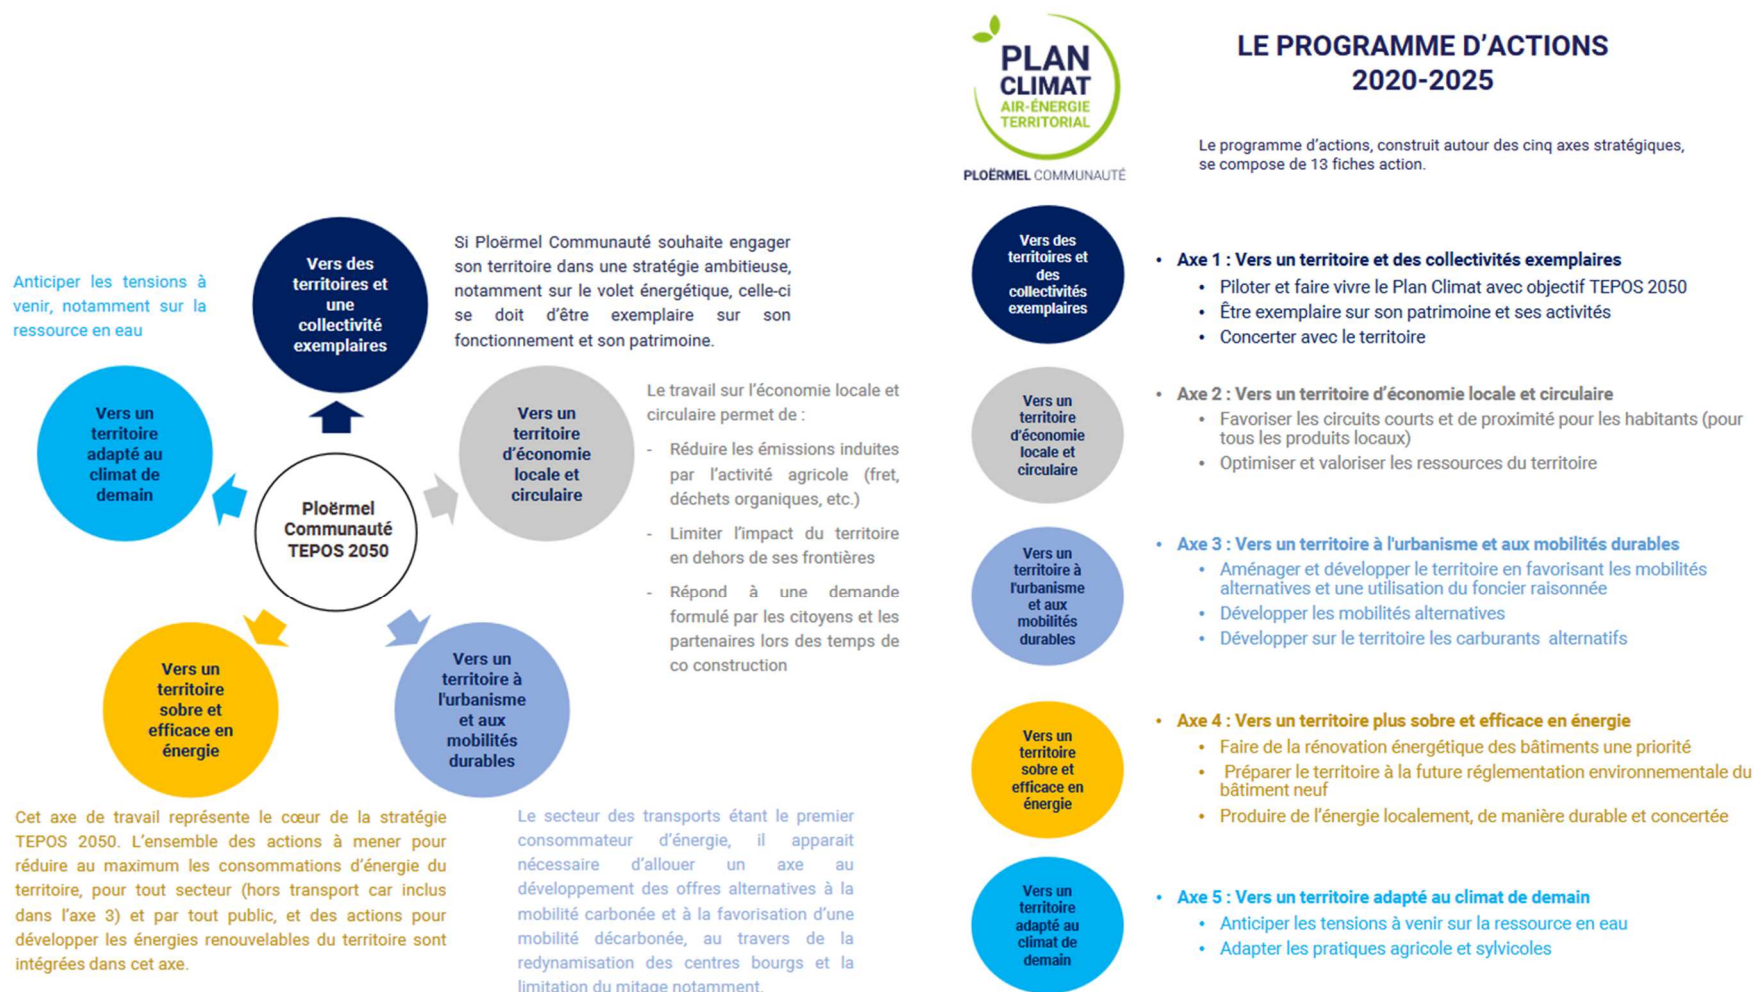 Vers des
territoires et
une
collectivité
exemplaires
Si Ploërmel Communauté souhaite engager
son territoire dans une stratégie ambitieuse,
notamment sur le volet énergétique, celle-ci
se doit d'être exemplaire sur son
fonctionnement et son patrimoine.
Anticiper les tensions à
venir, notamment sur la
ressource en eau
Vers un
territoire
adapté au
climat de
demain
Vers un
territoire
d'économie
locale et
circulaire
Le travail sur l'économie locale et
circulaire permet de :
- Réduire les émissions induites
par l'activité agricole (fret,
déchets organiques, etc.)
- Limiter l'impact du territoire
en dehors de ses frontières
- Répond à une demande
formulé par les citoyens et les
partenaires lors des temps de
co construction
Ploërmel
Communauté
TEPOS 2050
Vers un
territoire
sobre et
efficace en
énergie
Vers un
territoire à
l'urbanisme
et aux
mobilités
durables
Cet axe de travail représente le cœur de la stratégie
TEPOS 2050. L'ensemble des actions à mener pour
réduire au maximum les consommations d'énergie du
territoire, pour tout secteur (hors transport car inclus
dans l'axe 3) et par tout public, et des actions pour
développer les énergies renouvelables du territoire sont
intégrées dans cet axe.
Le secteur des transports étant le premier
consommateur d'énergie, il apparait
nécessaire d'allouer un axe au
développement des offres alternatives à la
mobilité carbonée et à la favorisation d'une
mobilité décarbonée, au travers de la
redynamisation des centres bourgs et la
limitation du mitage notamment.
PLAN
CLIMAT
AIR-ÉNERGIE
TERRITORIAL
PLOËRMEL COMMUNAUTÉ
LE PROGRAMME D'ACTIONS
2020-2025
Le programme d'actions, construit autour des cinq axes stratégiques,
se compose de 13 fiches action.
Vers des
territoires et
des
collectivités
exemplaires
• Axe 1 : Vers un territoire et des collectivités exemplaires
• Piloter et faire vivre le Plan Climat avec objectif TEPOS 2050
• Être exemplaire sur son patrimoine et ses activités
• Concerter avec le territoire
Vers un
territoire
d'économie
locale et
circulaire
• Axe 2 : Vers un territoire d'économie locale et circulaire
• Favoriser les circuits courts et de proximité pour les habitants (pour
tous les produits locaux)
• Optimiser et valoriser les ressources du territoire
Vers un
territoire à
l'urbanisme
et aux
mobilités
durables
• Axe 3 : Vers un territoire à l'urbanisme et aux mobilités durables
• Aménager et développer le territoire en favorisant les mobilités
alternatives et une utilisation du foncier raisonnée
• Développer les mobilités alternatives
• Développer sur le territoire les carburants alternatifs
Vers un
territoire
sobre et
efficace en
énergie
• Axe 4 : Vers un territoire plus sobre et efficace en énergie
• Faire de la rénovation énergétique des bâtiments une priorité
• Préparer le territoire à la future réglementation environnementale du
bâtiment neuf
• Produire de l'énergie localement, de manière durable et concertée
Vers un
territoire
adapté au
climat de
demain
• Axe 5 : Vers un territoire adapté au climat de demain
• Anticiper les tensions à venir sur la ressource en eau
• Adapter les pratiques agricole et sylvicoles